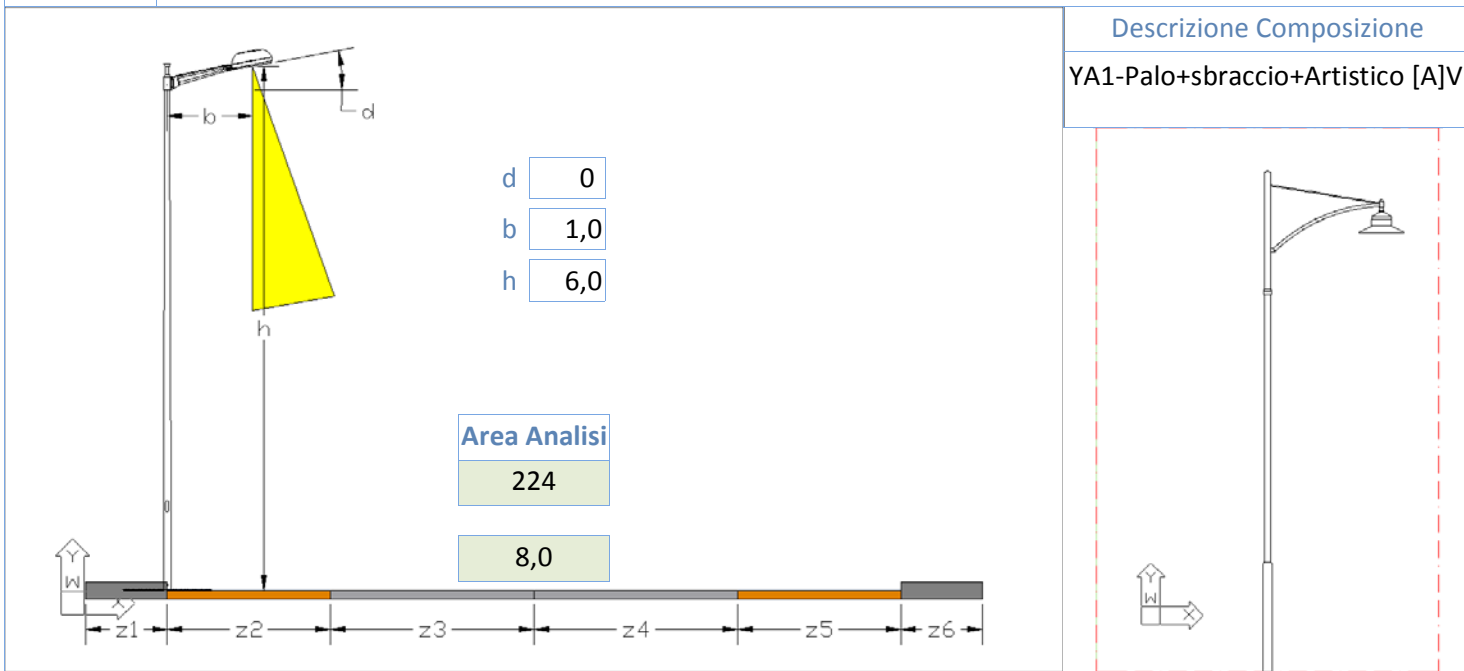 Descrizione Composizione
YA1-Palo+sbraccio+Artistico [A]V
b
d
d 0
b 1,0
h 6,0
h
Area Analisi
224
8,0
Y
W
X
z1 z2 z3 z4 z5 z6
Y
W
X